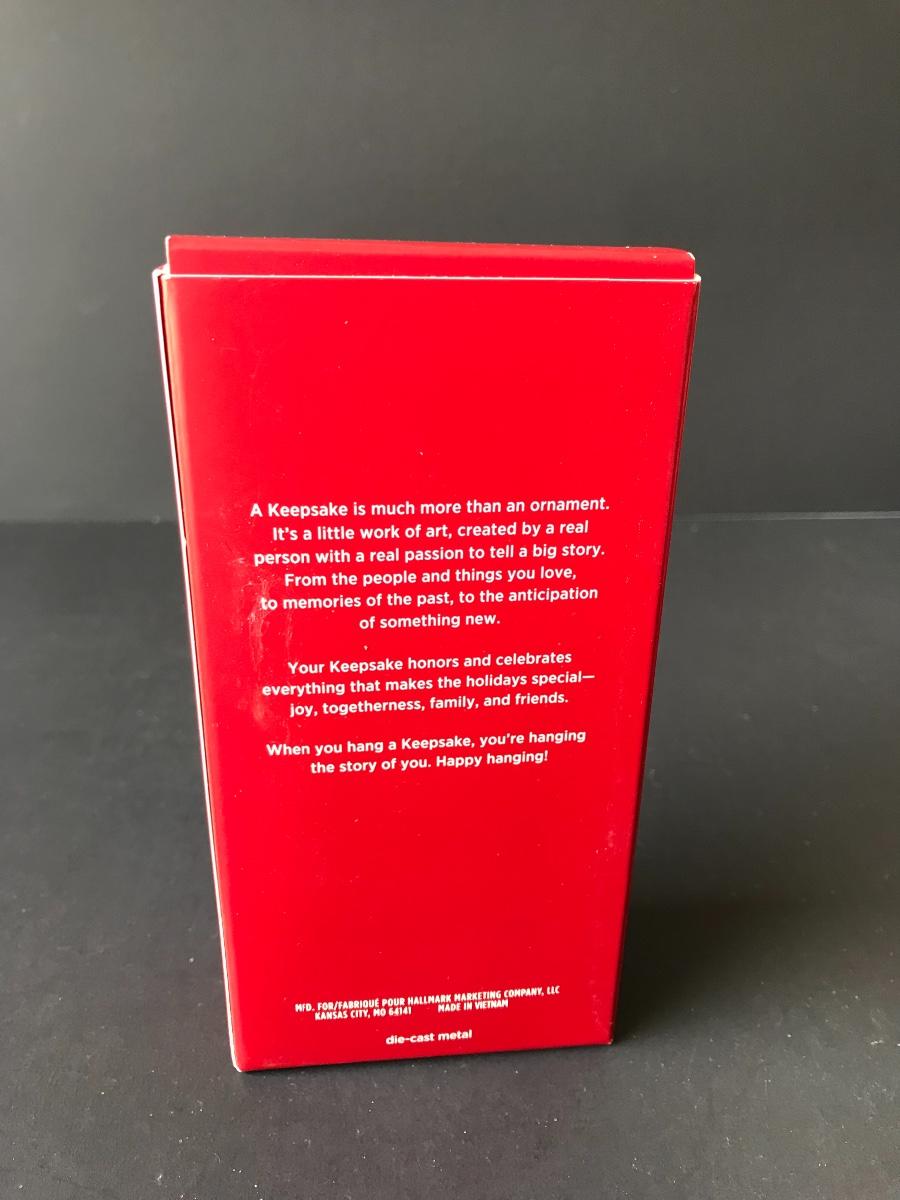 A Keepsake is much more than an ornament.
It's a little work of art, created by a real
person with a real passion to tell a big story.
From the people and things you love,
to memories of the past, to the anticipation
of something new.
Your Keepsake honors and celebrates
everything that makes the holidays special—
joy, togetherness, family, and friends.
When you hang a Keepsake, you're hanging
the story of you. Happy hanging!
MFD. FOR/FABRIQUÉ POUR HALLMARK MARKETING COMPANY, LLC
KANSAS CITY, MO 64141 MADE IN VIETNAM
die-cast metal